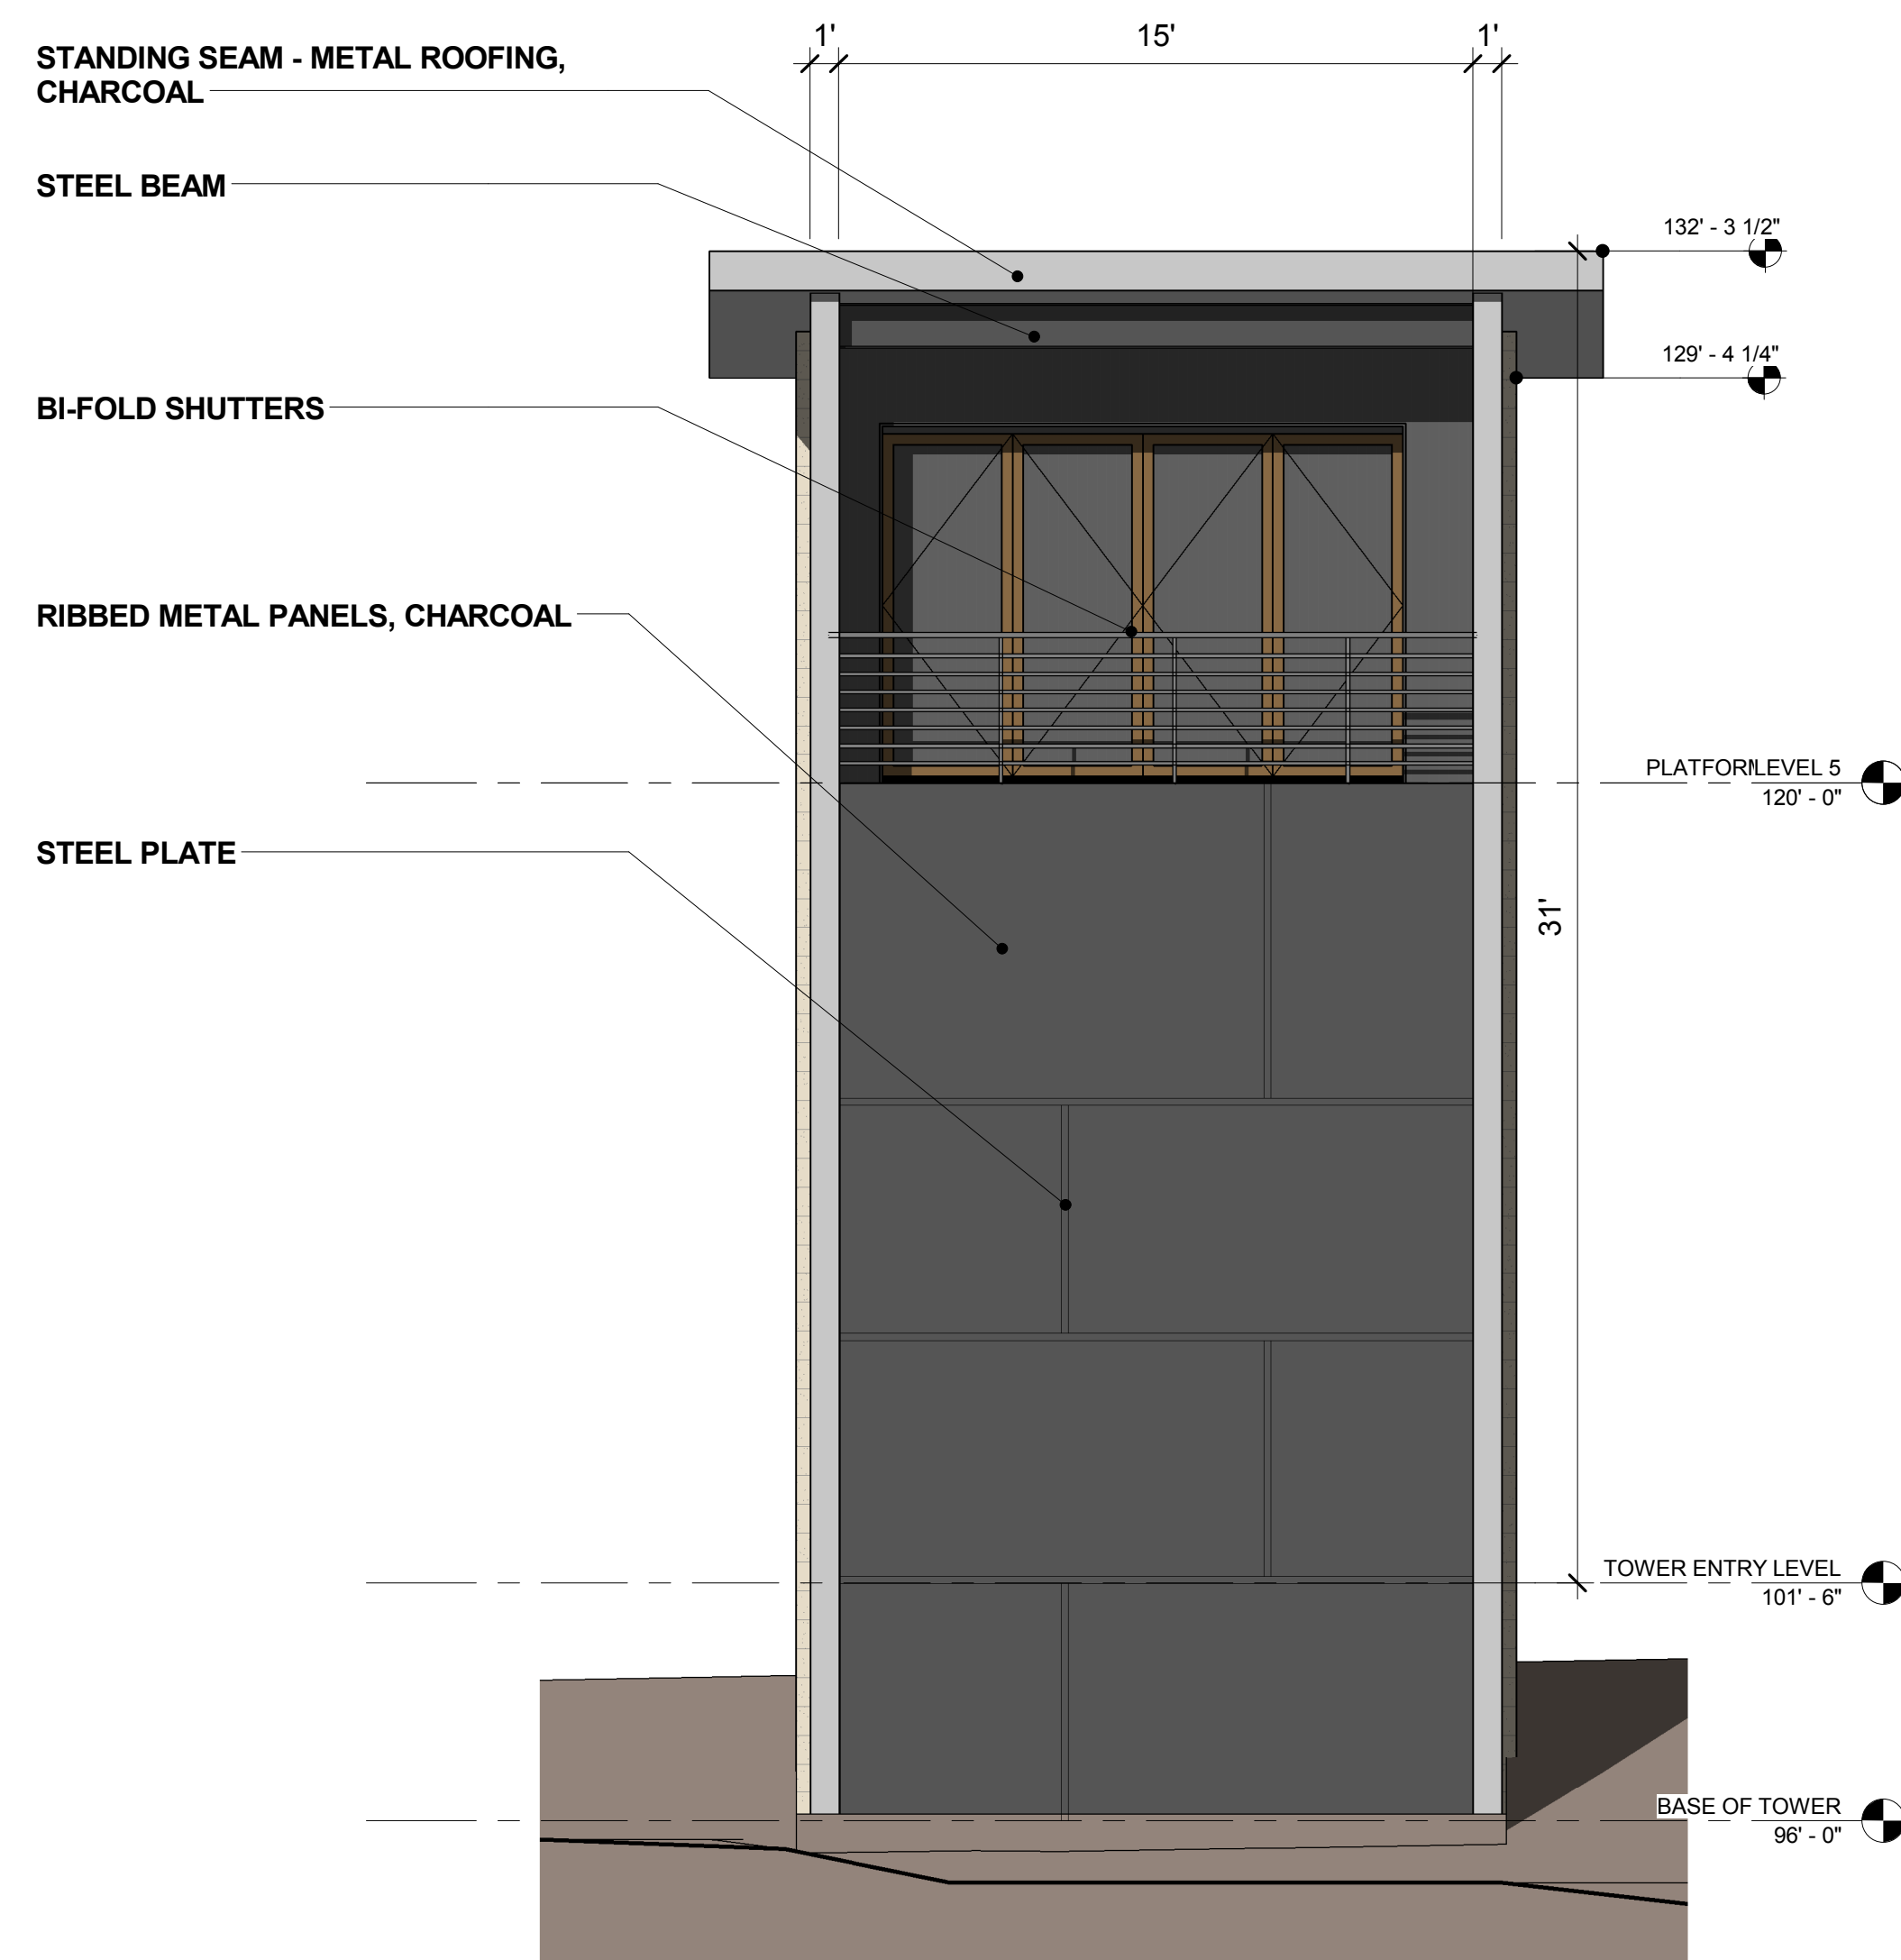 1' 15' 1'
STANDING SEAM - METAL ROOFING,
CHARCOAL
STEEL BEAM
132' - 3 1/2"
129' - 4 1/4"
BI-FOLD SHUTTERS
RIBBED METAL PANELS, CHARCOAL
PLATFORM LEVEL 5
120' - 0"
STEEL PLATE
31'
TOWER ENTRY LEVEL
101' - 6"
BASE OF TOWER
96' - 0"